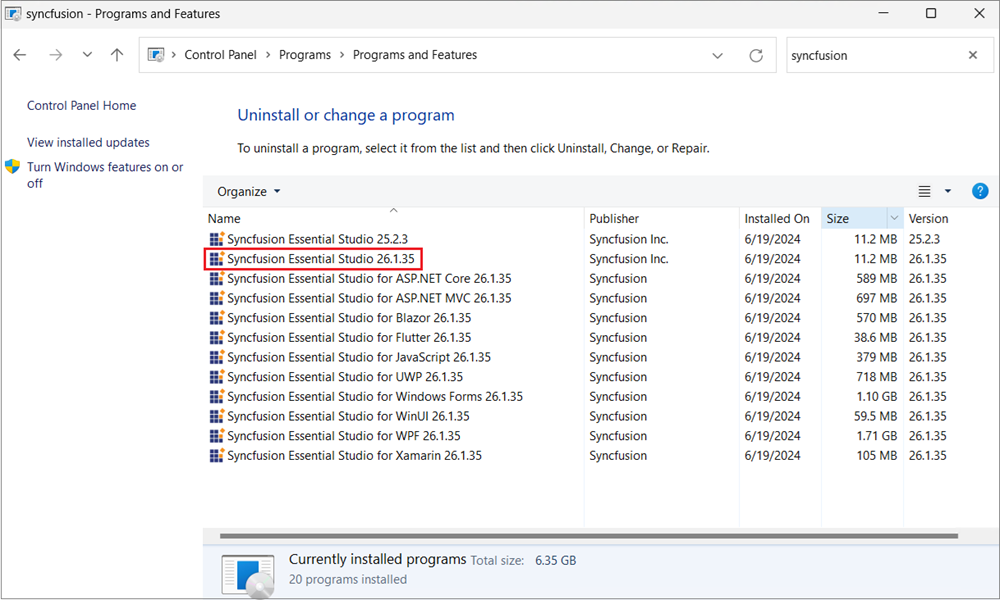 syncfusion - Programs and Features
Control Panel > Programs > Programs and Features
syncfusion
Control Panel Home
View installed updates
Turn Windows features on or
off
Uninstall or change a program
To uninstall a program, select it from the list and then click Uninstall, Change, or Repair.
Organize
Name Publisher Installed On Size Version
Syncfusion Essential Studio 25.2.3 Syncfusion Inc. 6/19/2024 11.2 MB 25.2.3
Syncfusion Essential Studio 26.1.35 Syncfusion Inc. 6/19/2024 11.2 MB 26.1.35
Syncfusion Essential Studio for ASP.NET Core 26.1.35 Syncfusion 6/19/2024 589 MB 26.1.35
Syncfusion Essential Studio for ASP.NET MVC 26.1.35 Syncfusion 6/19/2024 697 MB 26.1.35
Syncfusion Essential Studio for Blazor 26.1.35 Syncfusion 6/19/2024 570 MB 26.1.35
Syncfusion Essential Studio for Flutter 26.1.35 Syncfusion 6/19/2024 38.6 MB 26.1.35
Syncfusion Essential Studio for JavaScript 26.1.35 Syncfusion 6/19/2024 379 MB 26.1.35
Syncfusion Essential Studio for UWP 26.1.35 Syncfusion 6/19/2024 718 MB 26.1.35
Syncfusion Essential Studio for Windows Forms 26.1.35 Syncfusion 6/19/2024 1.10 GB 26.1.35
Syncfusion Essential Studio for WinUI 26.1.35 Syncfusion 6/19/2024 59.5 MB 26.1.35
Syncfusion Essential Studio for WPF 26.1.35 Syncfusion 6/19/2024 1.71 GB 26.1.35
Syncfusion Essential Studio for Xamarin 26.1.35 Syncfusion 6/19/2024 105 MB 26.1.35
Currently installed programs Total size: 6.35 GB
20 programs installed